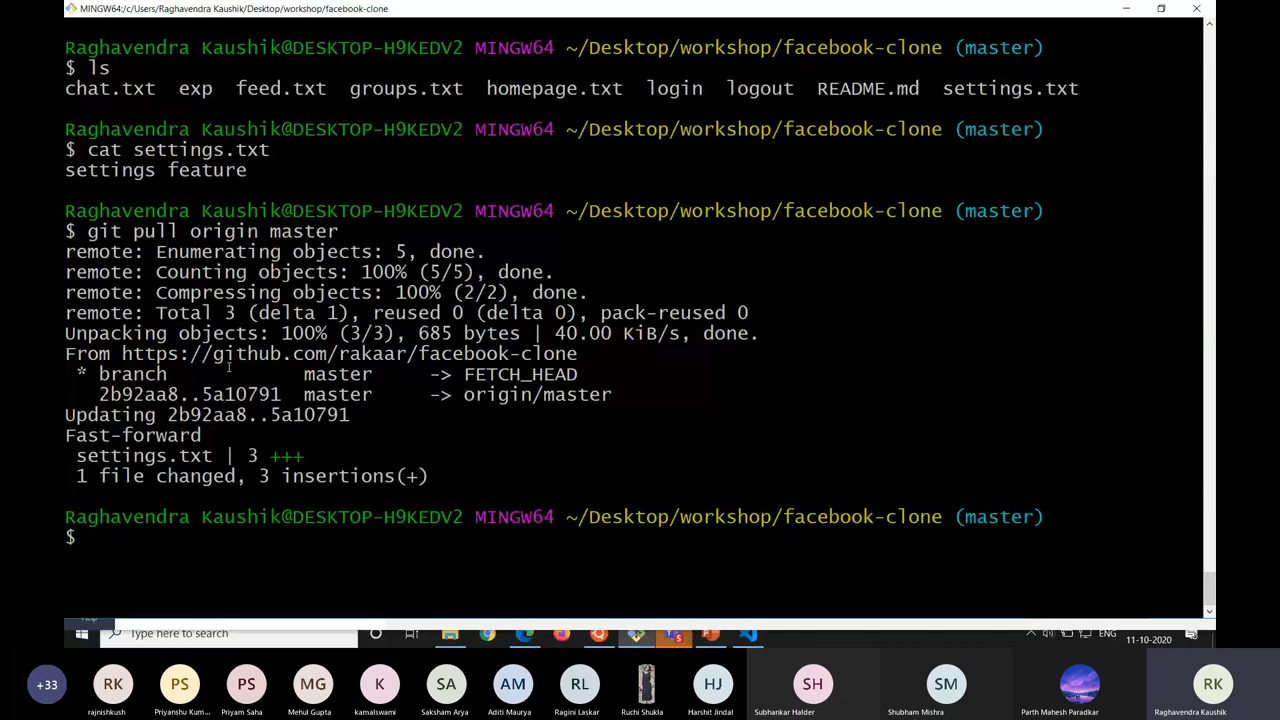 MINGW64:/c/Users/Raghavendra Kaushik/Desktop/workshop/facebook-clone
Raghavendra Kaushik@DESKTOP-H9KEDV2 MINGW64 ~/Desktop/workshop/facebook-clone (master)
$ ls
chat.txt exp feed.txt groups.txt homepage.txt login logout README.md settings.txt
Raghavendra Kaushik@DESKTOP-H9KEDV2 MINGW64 ~/Desktop/workshop/facebook-clone (master)
$ cat settings.txt
settings feature
Raghavendra Kaushik@DESKTOP-H9KEDV2 MINGW64 ~/Desktop/workshop/facebook-clone (master)
$ git pull origin master
remote: Enumerating objects: 5, done.
remote: Counting objects: 100% (5/5), done.
remote: Compressing objects: 100% (2/2), done.
remote: Total 3 (delta 1), reused 0 (delta 0), pack-reused 0
Unpacking objects: 100% (3/3), 685 bytes | 40.00 KiB/s, done.
From https://github.com/rakaar/facebook-clone
* branch master -> FETCH_HEAD
2b92aa8..5a10791 master -> origin/master
Updating 2b92aa8..5a10791
Fast-forward
settings.txt | 3 +++
1 file changed, 3 insertions(+)
Raghavendra Kaushik@DESKTOP-H9KEDV2 MINGW64 ~/Desktop/workshop/facebook-clone (master)
$
Type here to search
ENG
11-10-2020
+33 RK PS PS MG K SA AM RL HJ SH SM RK
rajnishkush Priyanshu Kum... Priyam Saha Mehul Gupta kamalswami Saksham Arya Aditi Maurya Ragini Laskar Ruchi Shukla Harshit Jindal Subhankar Halder Shubham Mishra Parth Mahesh Paradkar Raghavendra Kaushik